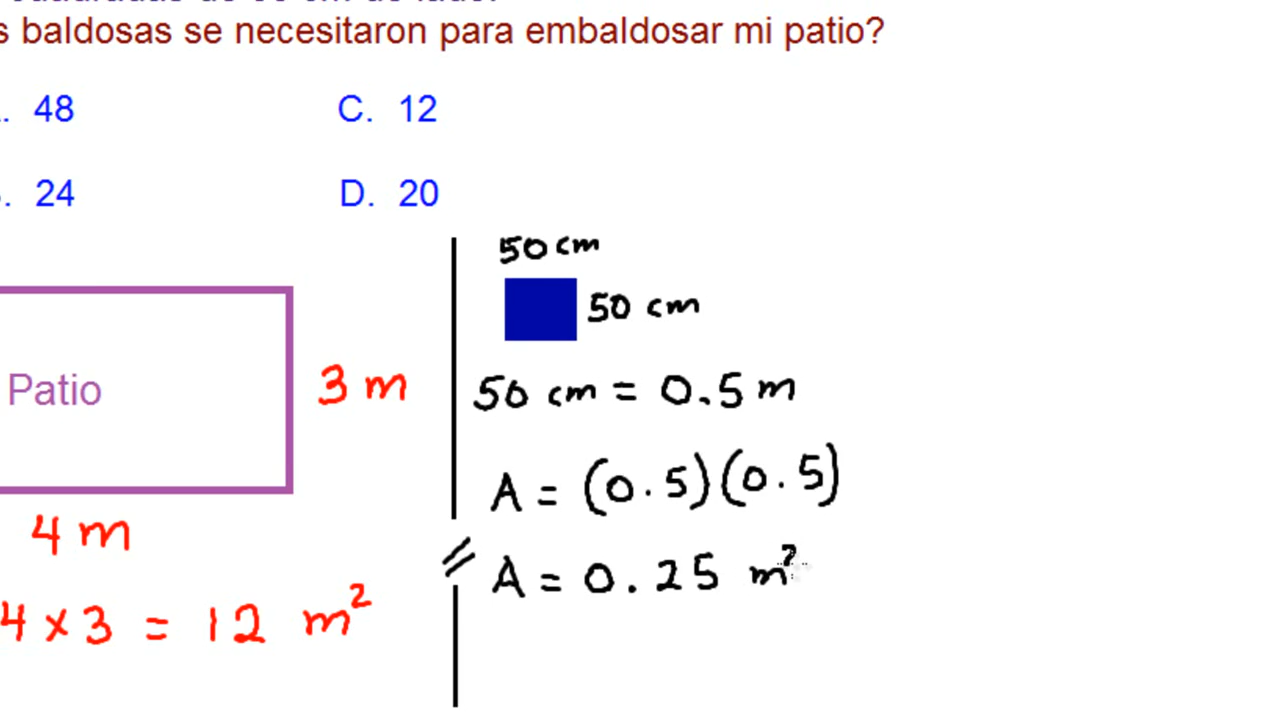 s baldosas se necesitaron para embaldosar mi patio?
. 48
C. 12
. 24
D. 20
50 cm
50 cm
Patio
3 m
50 cm = 0.5 m
A = (0.5)(0.5)
4 m
A = 0.25 m²
4 x 3 = 12 m²